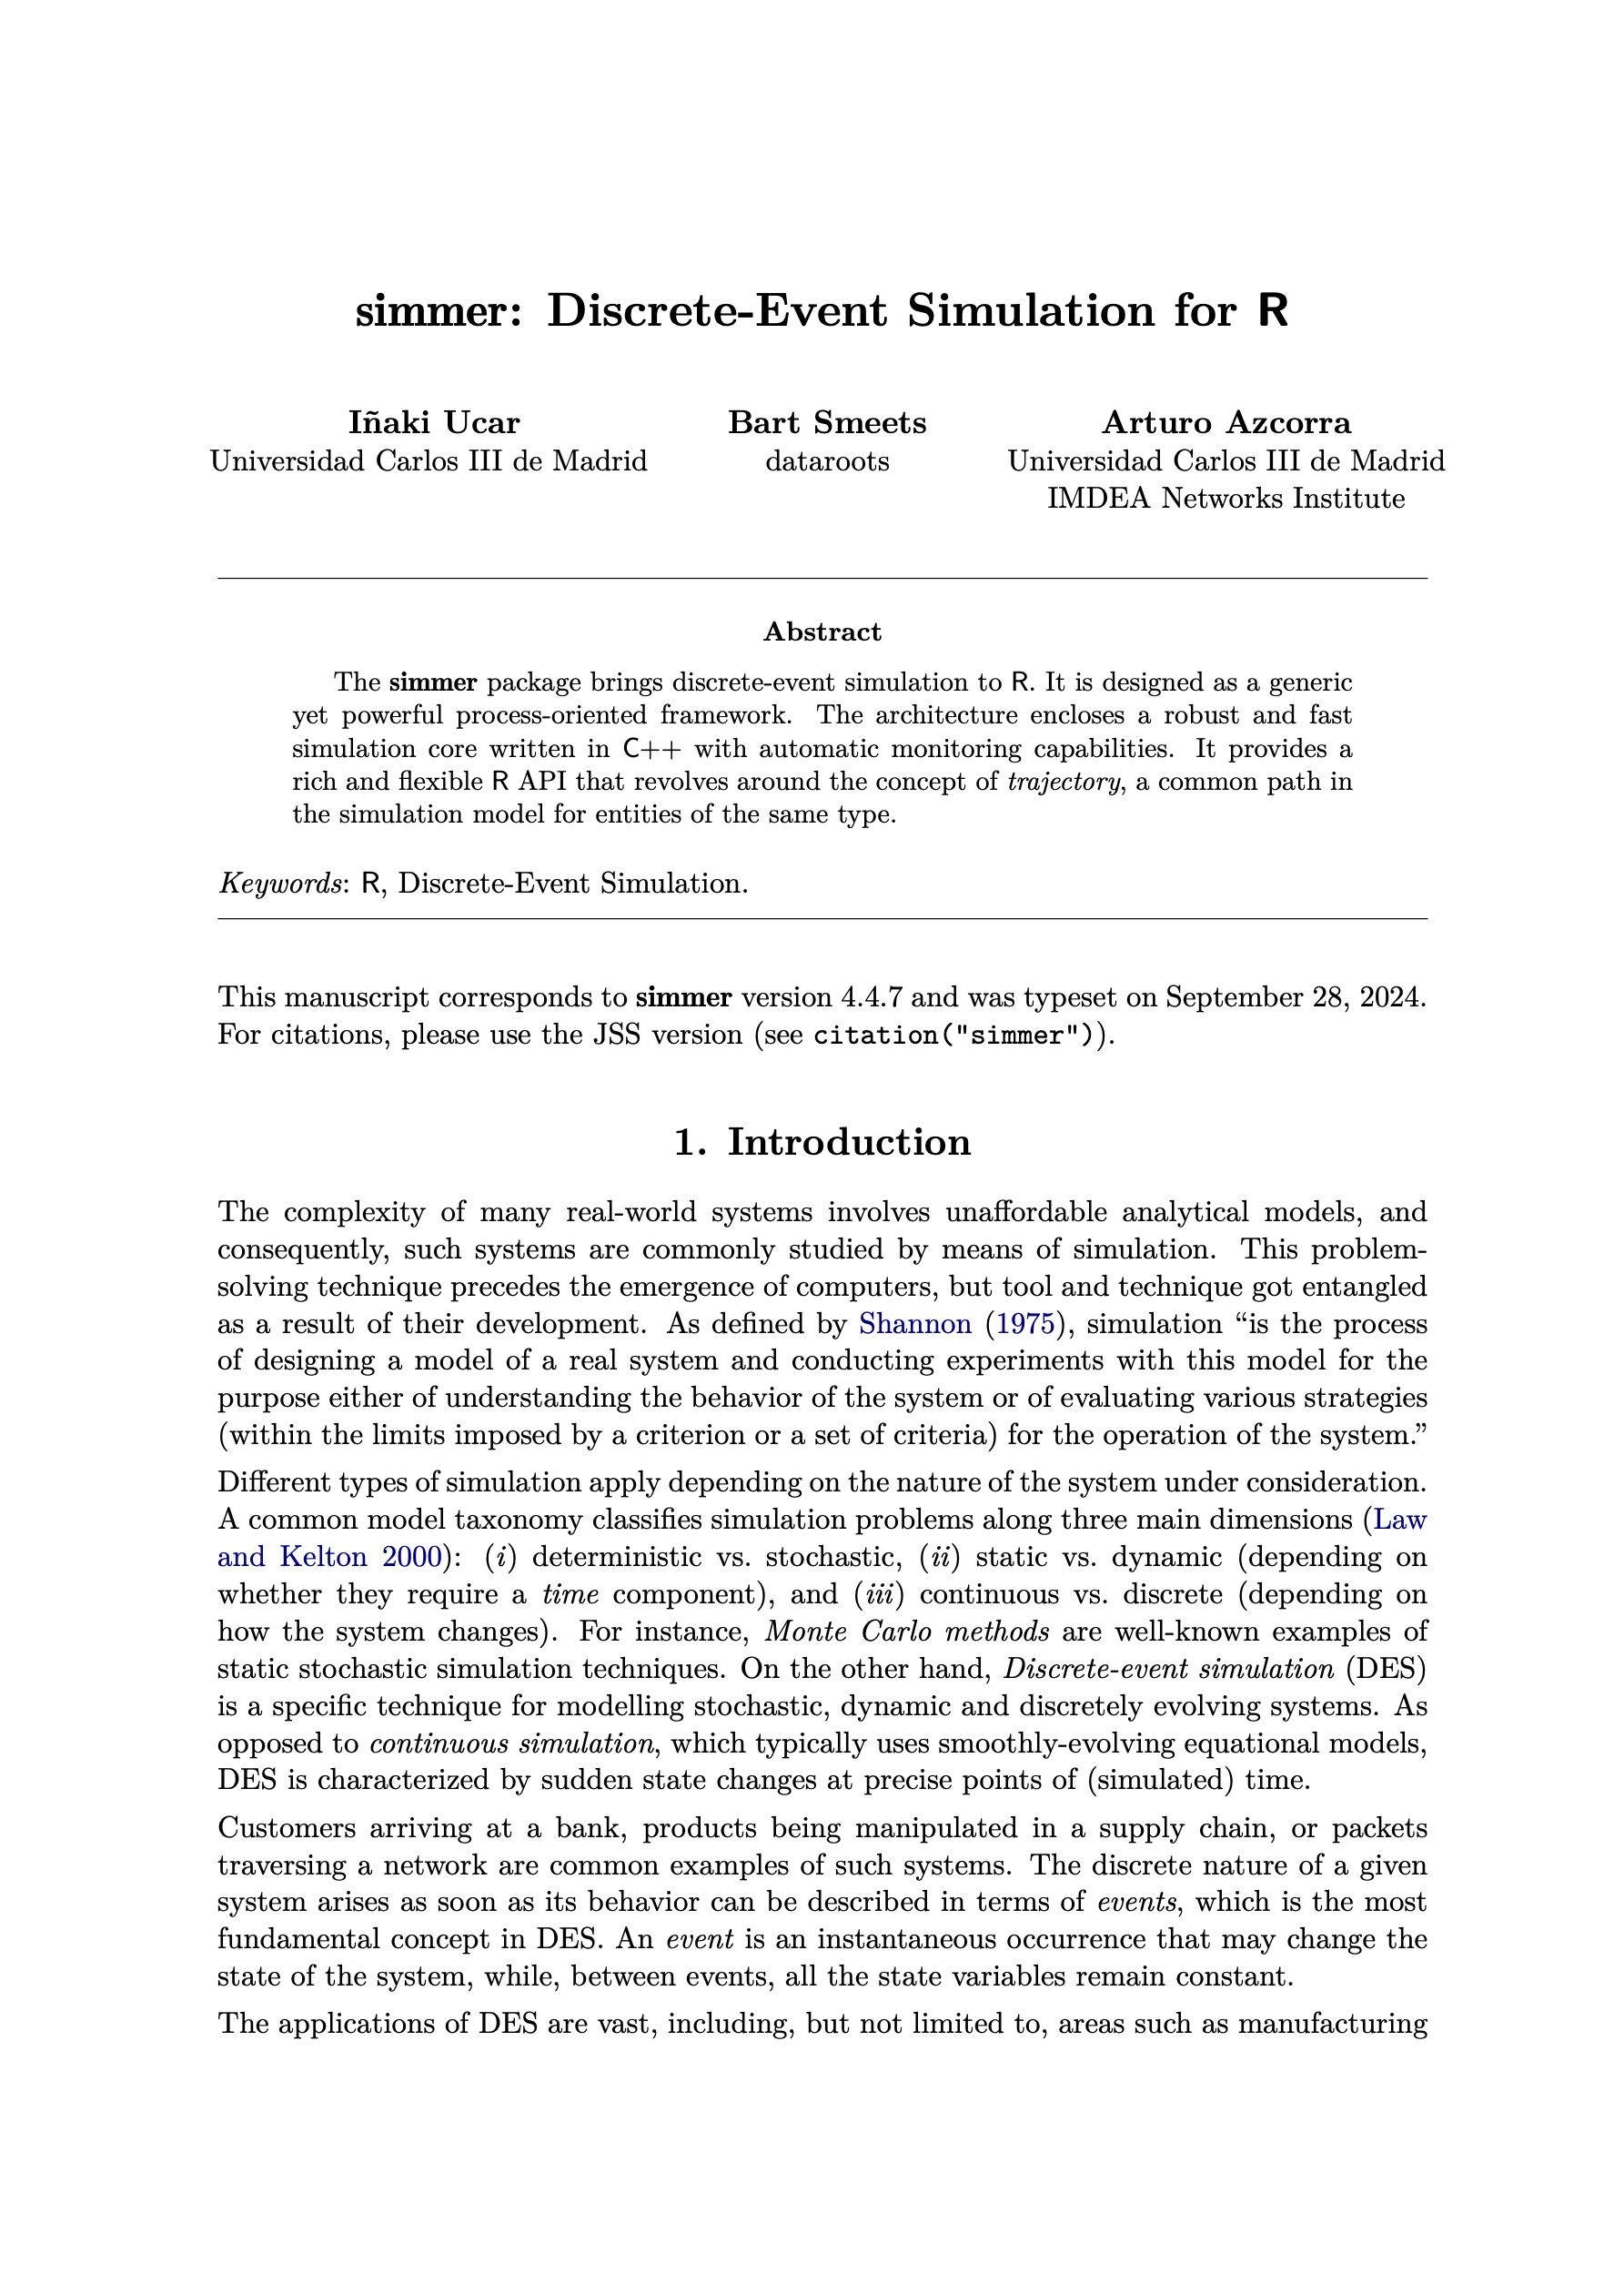 simmer: Discrete-Event Simulation for R
Iñaki Ucar
Universidad Carlos III de Madrid
Bart Smeets
dataroots
Arturo Azcorra
Universidad Carlos III de Madrid
IMDEA Networks Institute
Abstract
The simmer package brings discrete-event simulation to R. It is designed as a generic
yet powerful process-oriented framework. The architecture encloses a robust and fast
simulation core written in C++ with automatic monitoring capabilities. It provides a
rich and flexible R API that revolves around the concept of trajectory, a common path in
the simulation model for entities of the same type.
Keywords: R, Discrete-Event Simulation.
This manuscript corresponds to simmer version 4.4.7 and was typeset on September 28, 2024.
For citations, please use the JSS version (see citation("simmer")).
1. Introduction
The complexity of many real-world systems involves unaffordable analytical models, and
consequently, such systems are commonly studied by means of simulation. This problem-
solving technique precedes the emergence of computers, but tool and technique got entangled
as a result of their development. As defined by Shannon (1975), simulation “is the process
of designing a model of a real system and conducting experiments with this model for the
purpose either of understanding the behavior of the system or of evaluating various strategies
(within the limits imposed by a criterion or a set of criteria) for the operation of the system.”
Different types of simulation apply depending on the nature of the system under consideration.
A common model taxonomy classifies simulation problems along three main dimensions (Law
and Kelton 2000): (i) deterministic vs. stochastic, (ii) static vs. dynamic (depending on
whether they require a time component), and (iii) continuous vs. discrete (depending on
how the system changes). For instance, Monte Carlo methods are well-known examples of
static stochastic simulation techniques. On the other hand, Discrete-event simulation (DES)
is a specific technique for modelling stochastic, dynamic and discretely evolving systems. As
opposed to continuous simulation, which typically uses smoothly-evolving equational models,
DES is characterized by sudden state changes at precise points of (simulated) time.
Customers arriving at a bank, products being manipulated in a supply chain, or packets
traversing a network are common examples of such systems. The discrete nature of a given
system arises as soon as its behavior can be described in terms of events, which is the most
fundamental concept in DES. An event is an instantaneous occurrence that may change the
state of the system, while, between events, all the state variables remain constant.
The applications of DES are vast, including, but not limited to, areas such as manufacturing